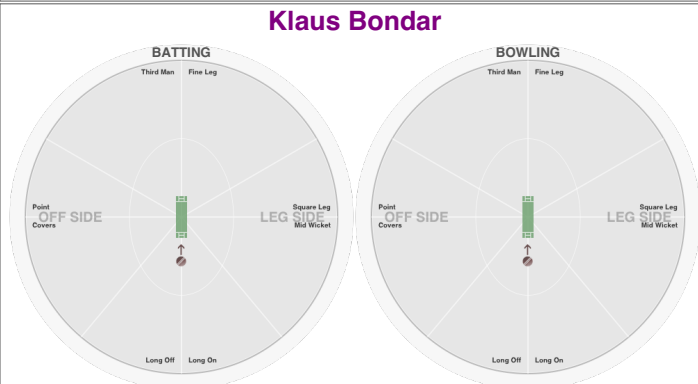 Klaus Bondar
BATTING
Third Man Fine Leg
Point
OFF SIDE
Covers
Square Leg
LEG SIDE
Mid Wicket
Long Off Long On
BOWLING
Third Man Fine Leg
Point
OFF SIDE
Covers
Square Leg
LEG SIDE
Mid Wicket
Long Off Long On